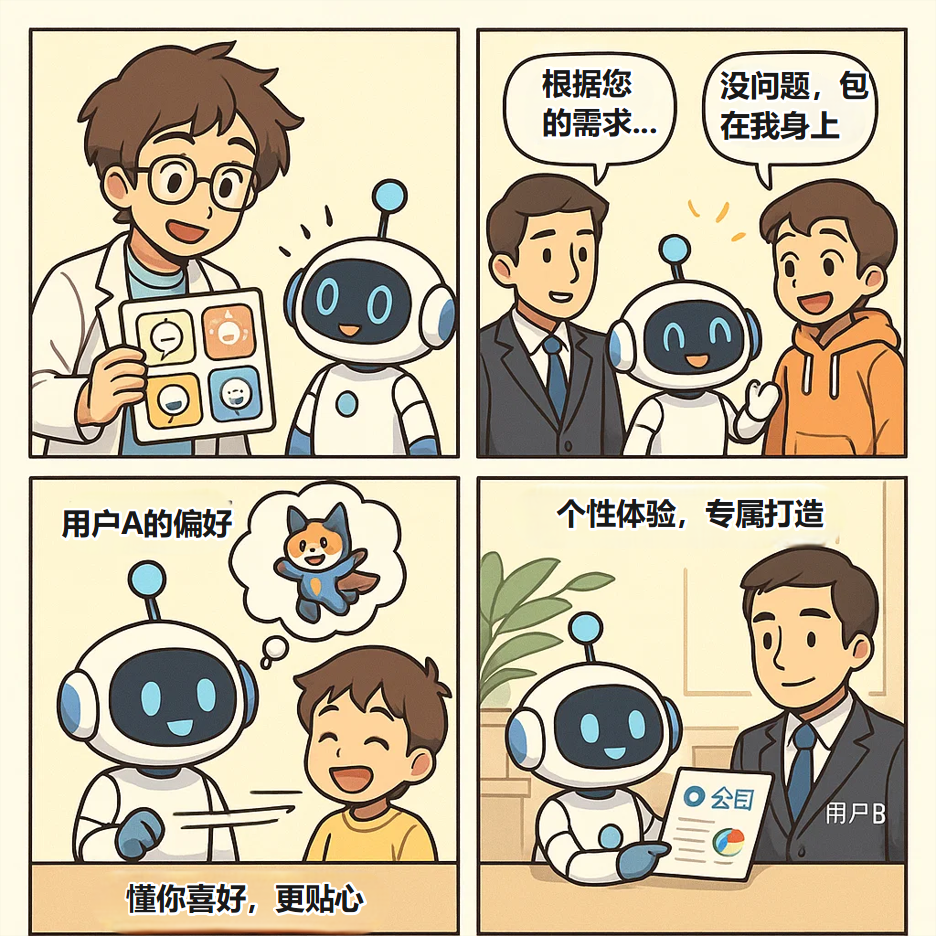 根据您
的需求...
没问题，包
在我身上
用户A的偏好
懂你喜好，更贴心
个性体验，专属打造
公司
用户B